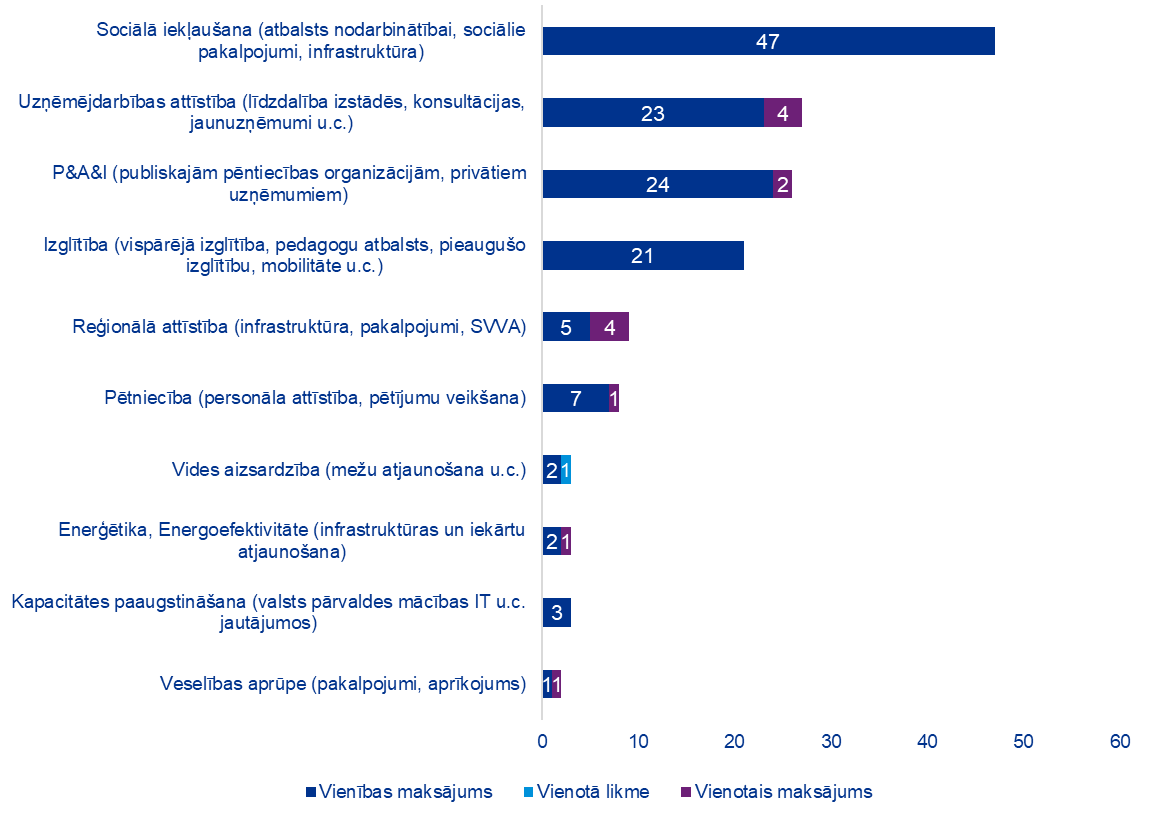 Sociālā iekļaušana (atbalsts nodarbinātībai, sociālie
pakalpojumi, infrastruktūra)
47
Uzņēmējdarbības attīstība (līdzdalība izstādēs, konsultācijas,
jaunuzņēmumi u.c.)
23 4
P&A&I (publiskajām pēntiecības organizācijām, privātiem
uzņēmumiem)
24 2
Izglītība (vispārējā izglītība, pedagogu atbalsts, pieaugušo
izglītību, mobilitāte u.c.)
21
Reģionālā attīstība (infrastruktūra, pakalpojumi, SVVA)
5 4
Pētniecība (personāla attīstība, pētījumu veikšana)
7 1
Vides aizsardzība (mežu atjaunošana u.c.)
2 1
Enerģētika, Energoefektivitāte (infrastruktūras un iekārtu
atjaunošana)
2 1
Kapacitātes paaugstināšana (valsts pārvaldes mācības IT u.c.
jautājumos)
3
Veselības aprūpe (pakalpojumi, aprīkojums)
1 1
0 10 20 30 40 50 60
Vienības maksājums Vienotā likme Vienotais maksājums